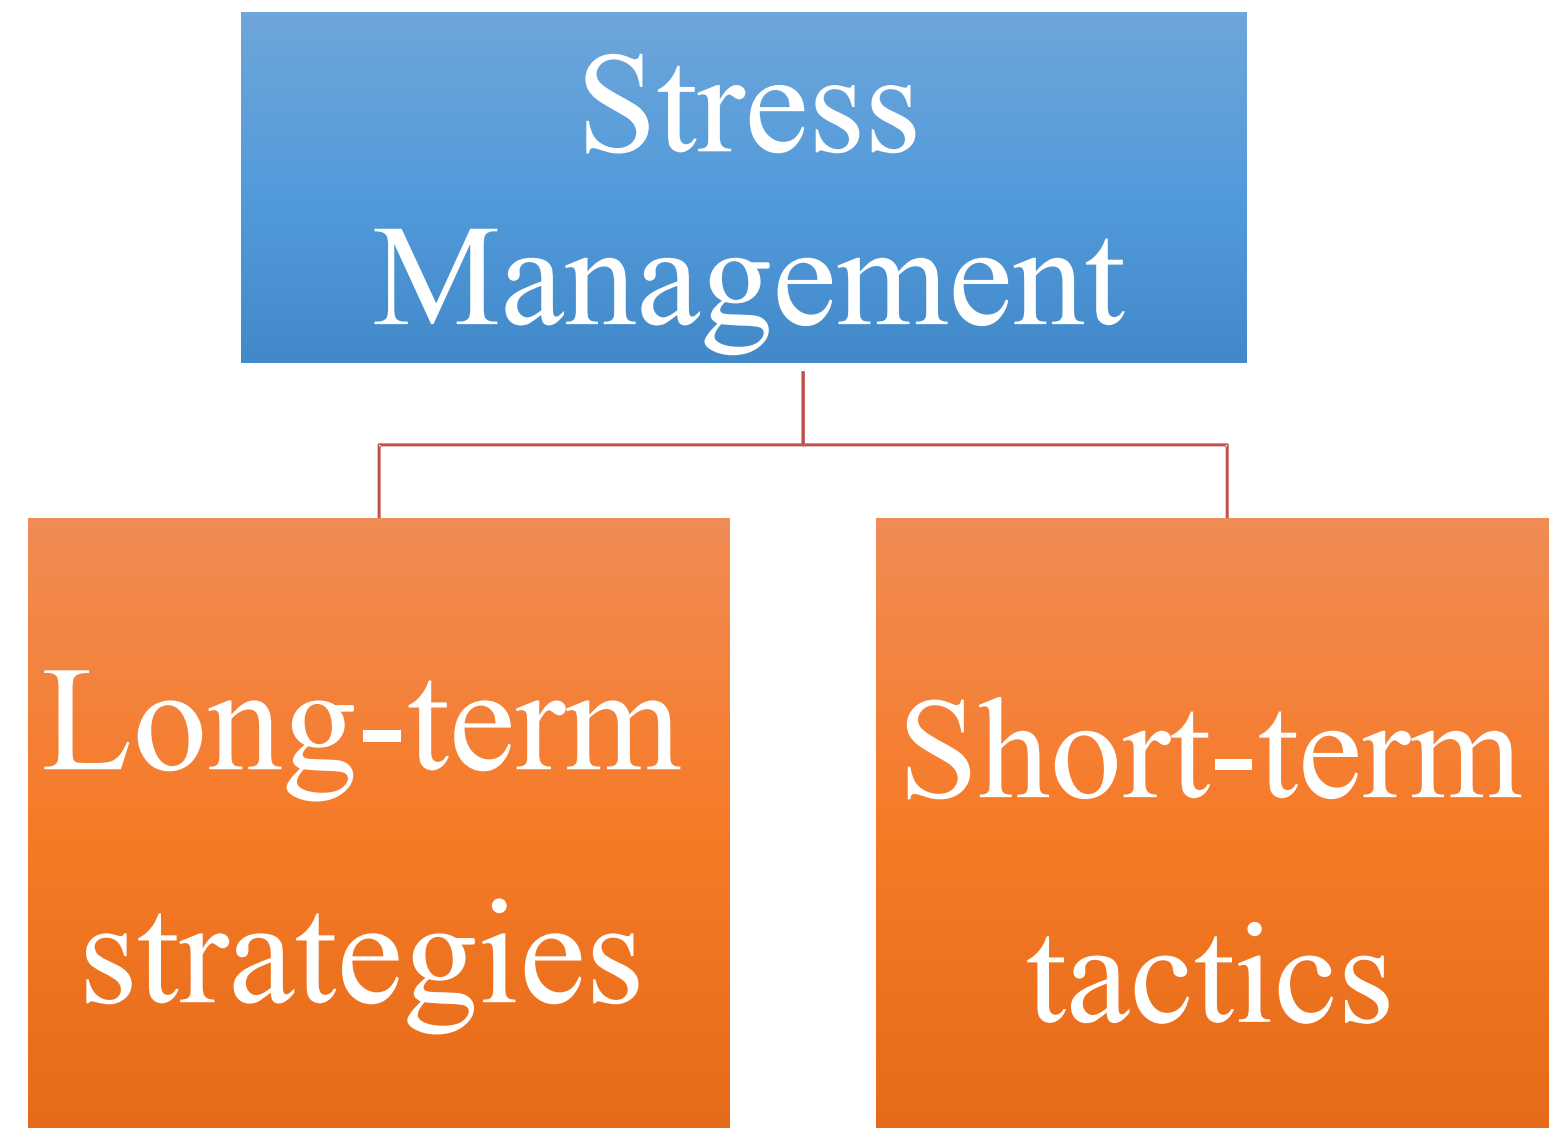 Stress
Management
Long-term
strategies
Short-term
tactics